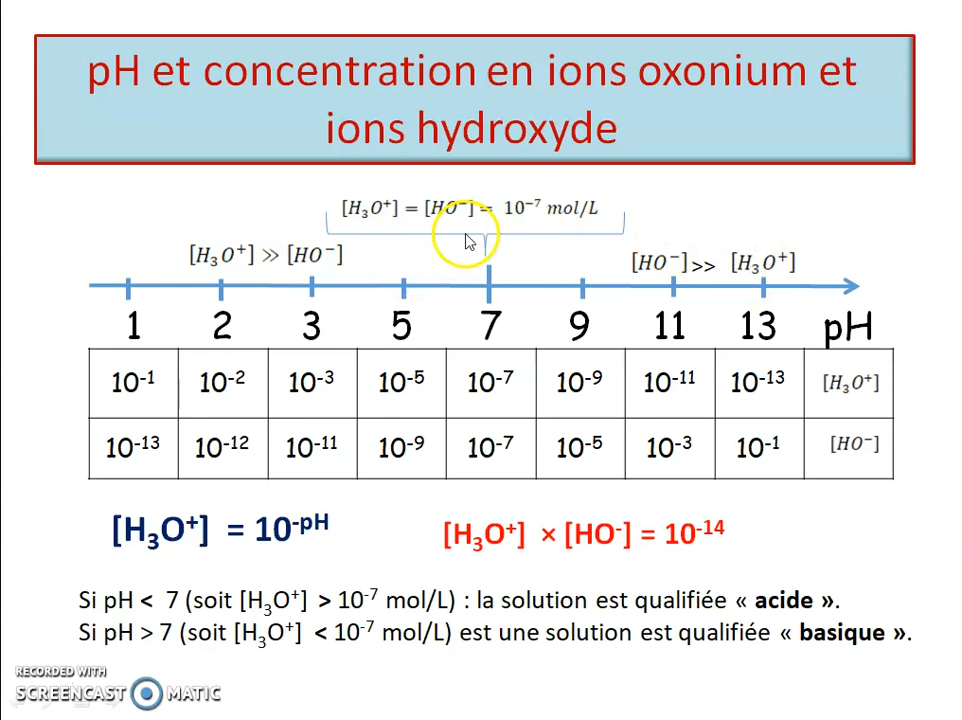 pH et concentration en ions oxonium et
ions hydroxyde
[H₃O⁺] = [HO⁻] = 10⁻⁷ mol/L
[H₃O⁺] ≫ [HO⁻]
[HO⁻]>> [H₃O⁺]
1 2 3 5 7 9 11 13 pH
10⁻¹ 10⁻² 10⁻³ 10⁻⁵ 10⁻⁷ 10⁻⁹ 10⁻¹¹ 10⁻¹³ [H₃O⁺]
10⁻¹³ 10⁻¹² 10⁻¹¹ 10⁻⁹ 10⁻⁷ 10⁻⁵ 10⁻³ 10⁻¹ [HO⁻]
[H₃O⁺] = 10⁻ᵖᴴ
[H₃O⁺] × [HO⁻] = 10⁻¹⁴
Si pH < 7 (soit [H₃O⁺] > 10⁻⁷ mol/L) : la solution est qualifiée « acide ».
Si pH > 7 (soit [H₃O⁺] < 10⁻⁷ mol/L) est une solution est qualifiée « basique ».
RECORDED WITH
SCREENCAST MATIC